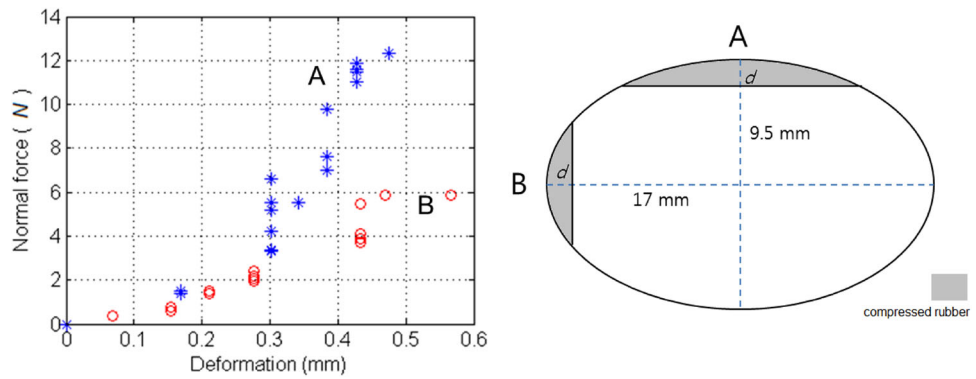 14
12
10
8
6
4
2
0
Normal force ( N )
A
B
0 0.1 0.2 0.3 0.4 0.5 0.6
Deformation (mm)
A
d
9.5 mm
B
d
17 mm
compressed rubber